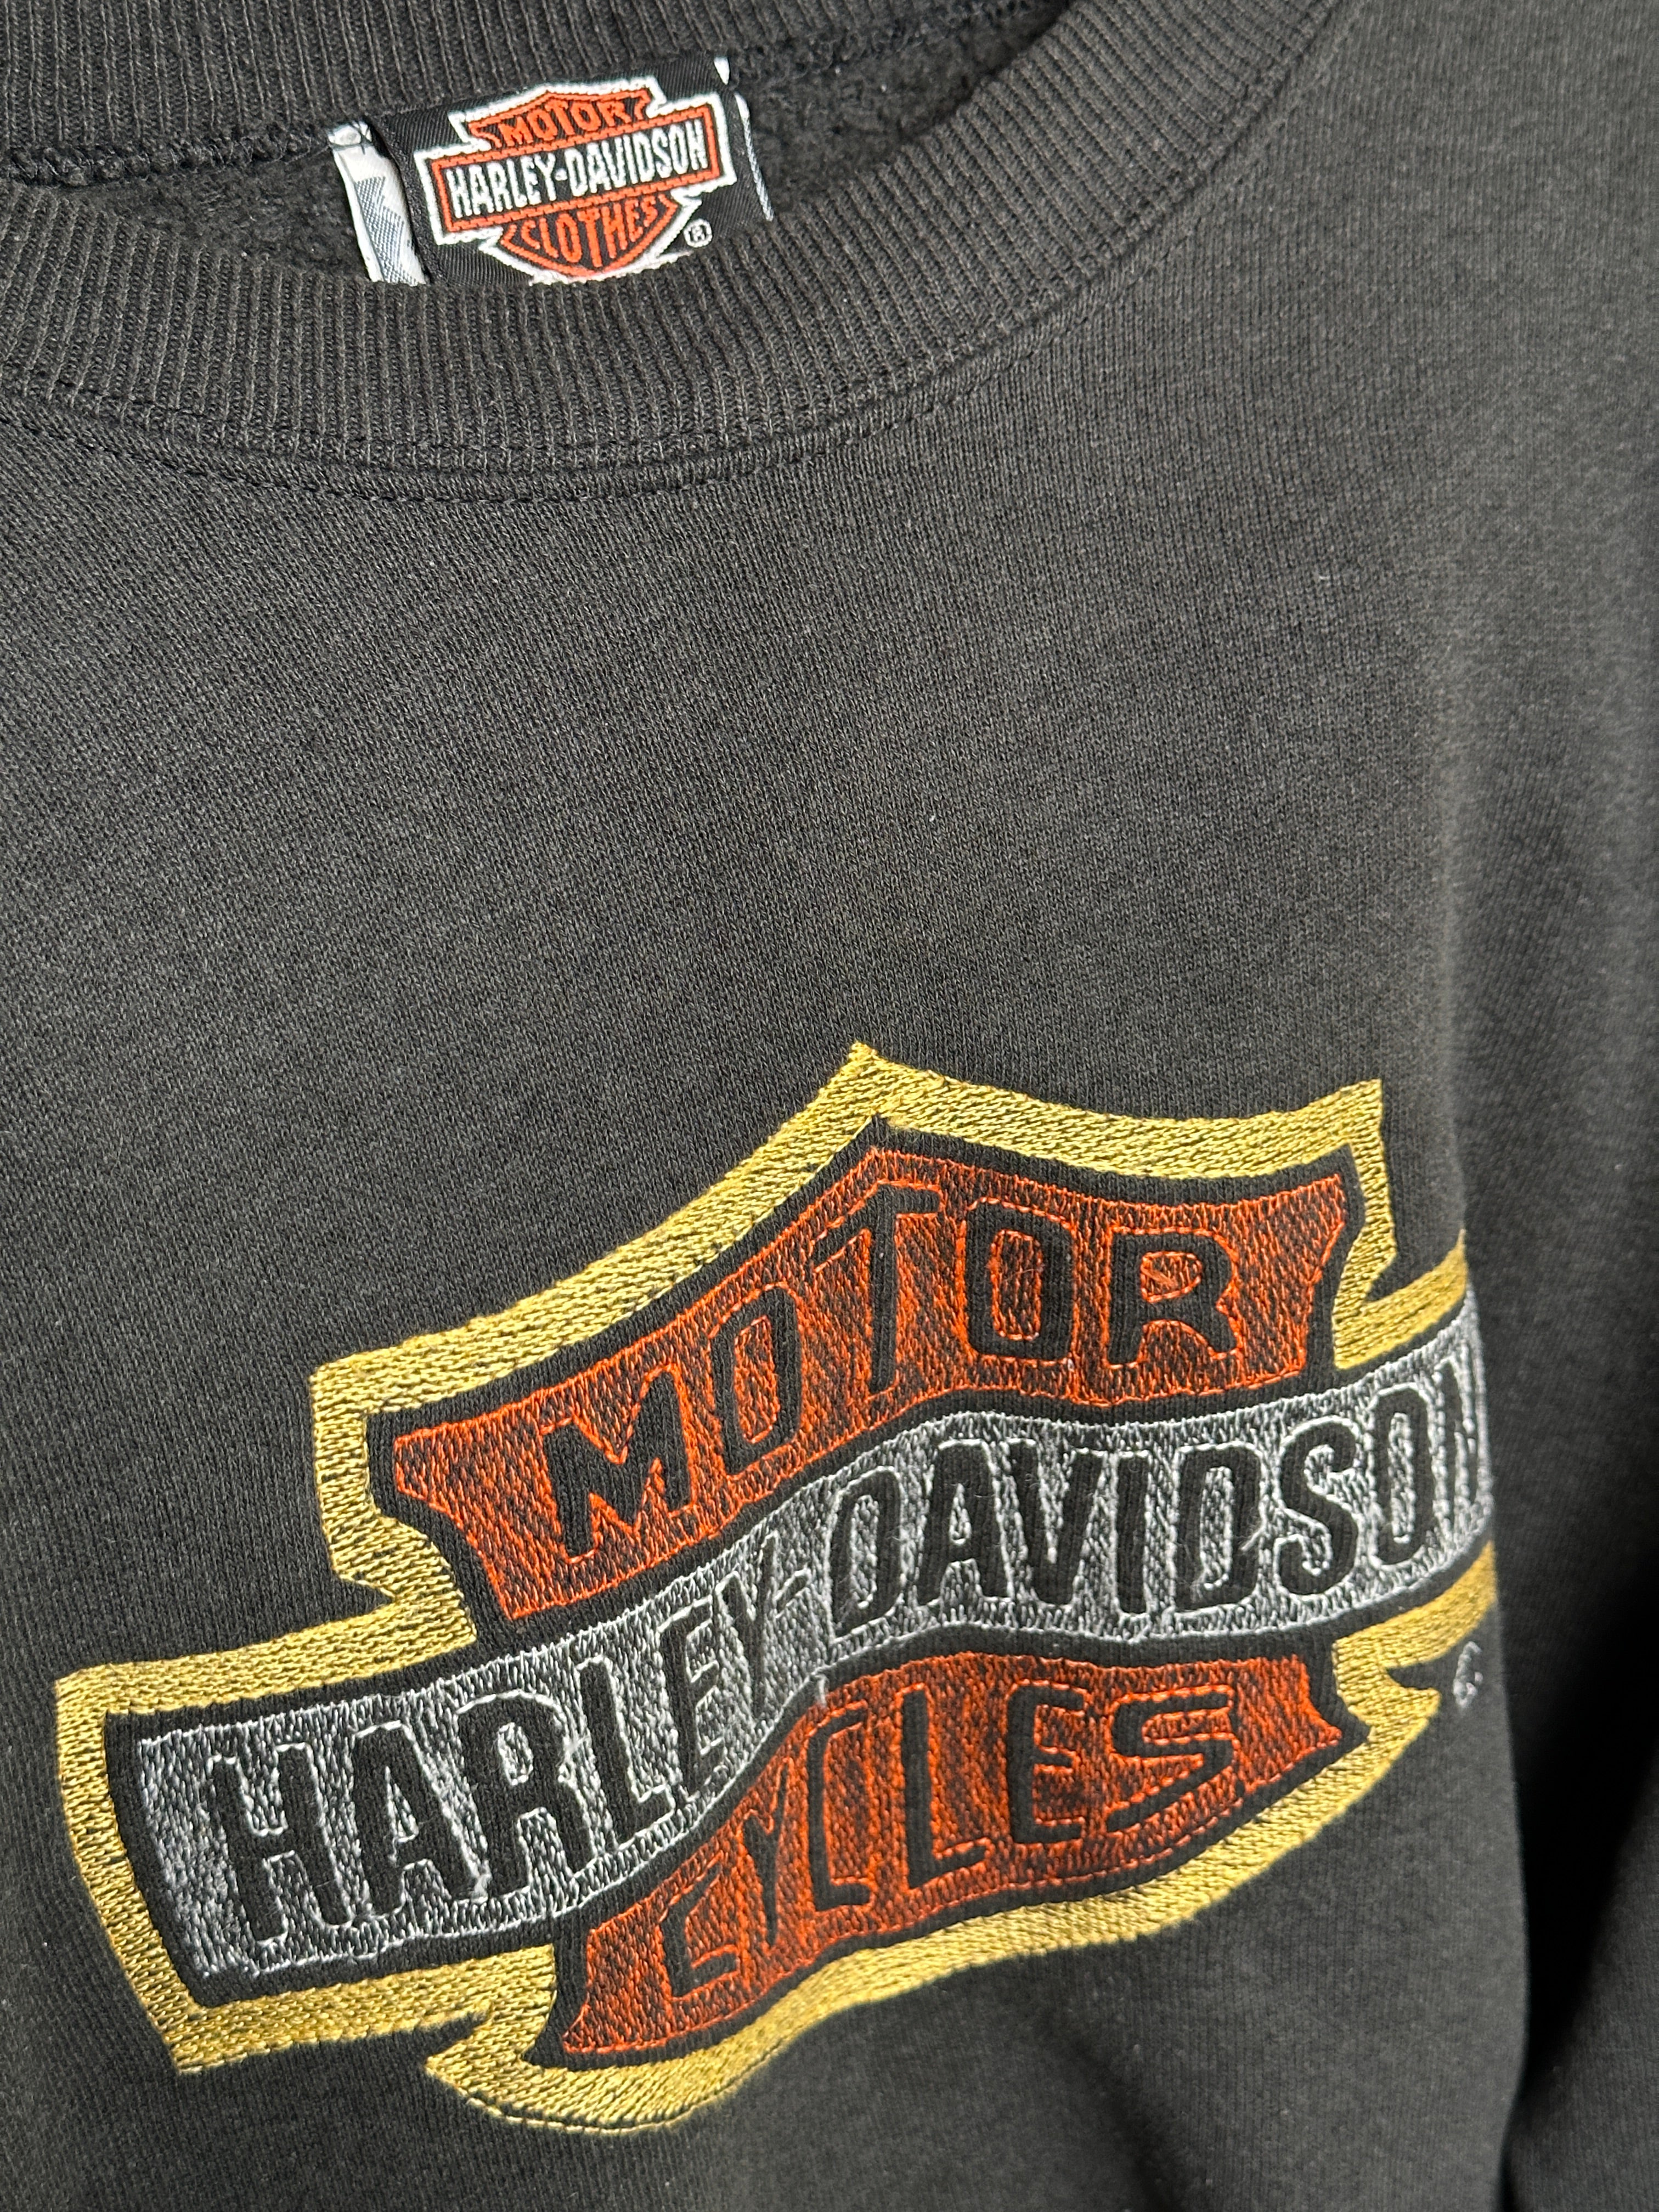 MOTOR
HARLEY-DAVIDSON
CLOTHES ®
MOTOR
HARLEY-DAVIDSON
CYCLES